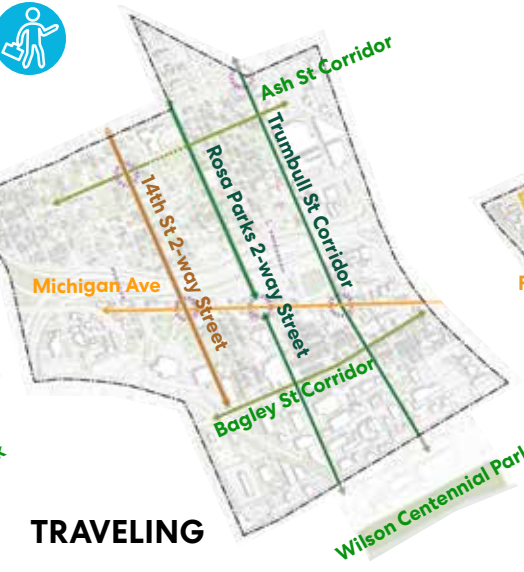 Ash St Corridor
Trumbull St Corridor
Rosa Parks 2-way Street
14th St 2-way Street
Michigan Ave
Bagley St Corridor
Wilson Centennial Park
TRAVELING